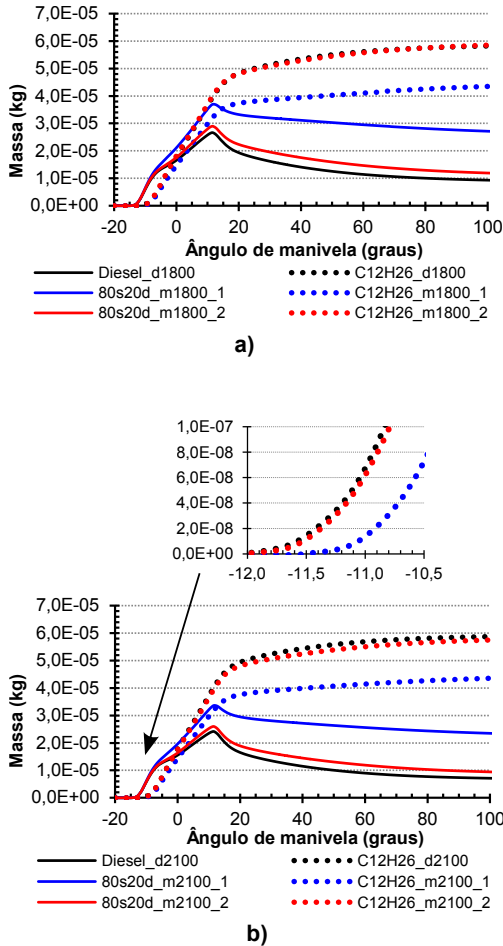 7,0E-05
6,0E-05
5,0E-05
4,0E-05
3,0E-05
2,0E-05
1,0E-05
0,0E+00
Massa (kg)
-20 0 20 40 60 80 100
Ângulo de manivela (graus)
Diesel_d1800 C12H26_d1800
80s20d_m1800_1 C12H26_m1800_1
80s20d_m1800_2 C12H26_m1800_2
a)
1,0E-07
8,0E-08
6,0E-08
4,0E-08
2,0E-08
0,0E+00
-12,0 -11,5 -11,0 -10,5
7,0E-05
6,0E-05
5,0E-05
4,0E-05
3,0E-05
2,0E-05
1,0E-05
0,0E+00
Massa (kg)
-20 0 20 40 60 80 100
Ângulo de manivela (graus)
Diesel_d2100 C12H26_d2100
80s20d_m2100_1 C12H26_m2100_1
80s20d_m2100_2 C12H26_m2100_2
b)